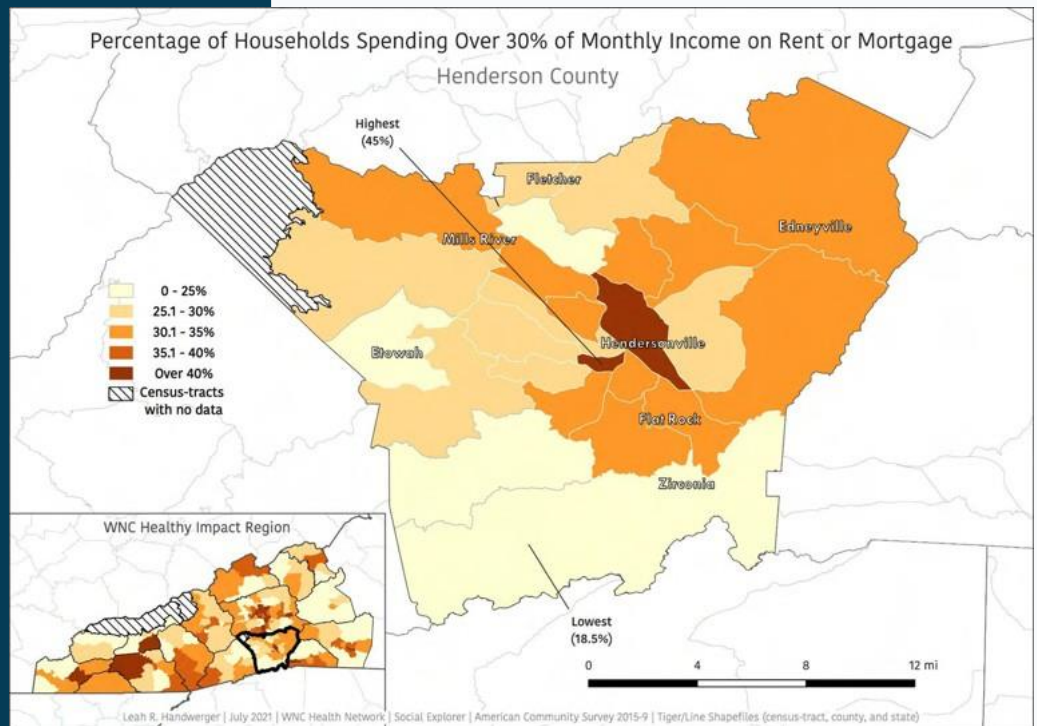 Percentage of Households Spending Over 30% of Monthly Income on Rent or Mortgage
Henderson County
Highest
(45%)
Fletcher
Edneyville
Mills River
0 - 25%
25.1 - 30%
30.1 - 35%
35.1 - 40%
Over 40%
Census-tracts
with no data
Etowah
Hendersonville
Flat Rock
Zirconia
WNC Healthy Impact Region
Lowest
(18.5%)
0 4 8 12 mi
Leah R. Handwerger | July 2021 | WNC Health Network | Social Explorer | American Community Survey 2015-9 | Tiger/Line Shapefiles (census-tract, county, and state)